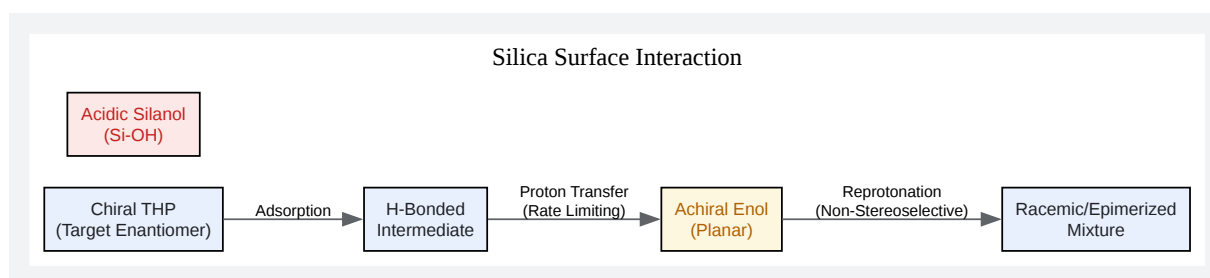 Silica Surface Interaction
Acidic Silanol
(Si-OH)
Chiral THP
(Target Enantiomer)
Adsorption
H-Bonded
Intermediate
Proton Transfer
(Rate Limiting)
Achiral Enol
(Planar)
Reprotonation
(Non-Stereoselective)
Racemic/Epimerized
Mixture